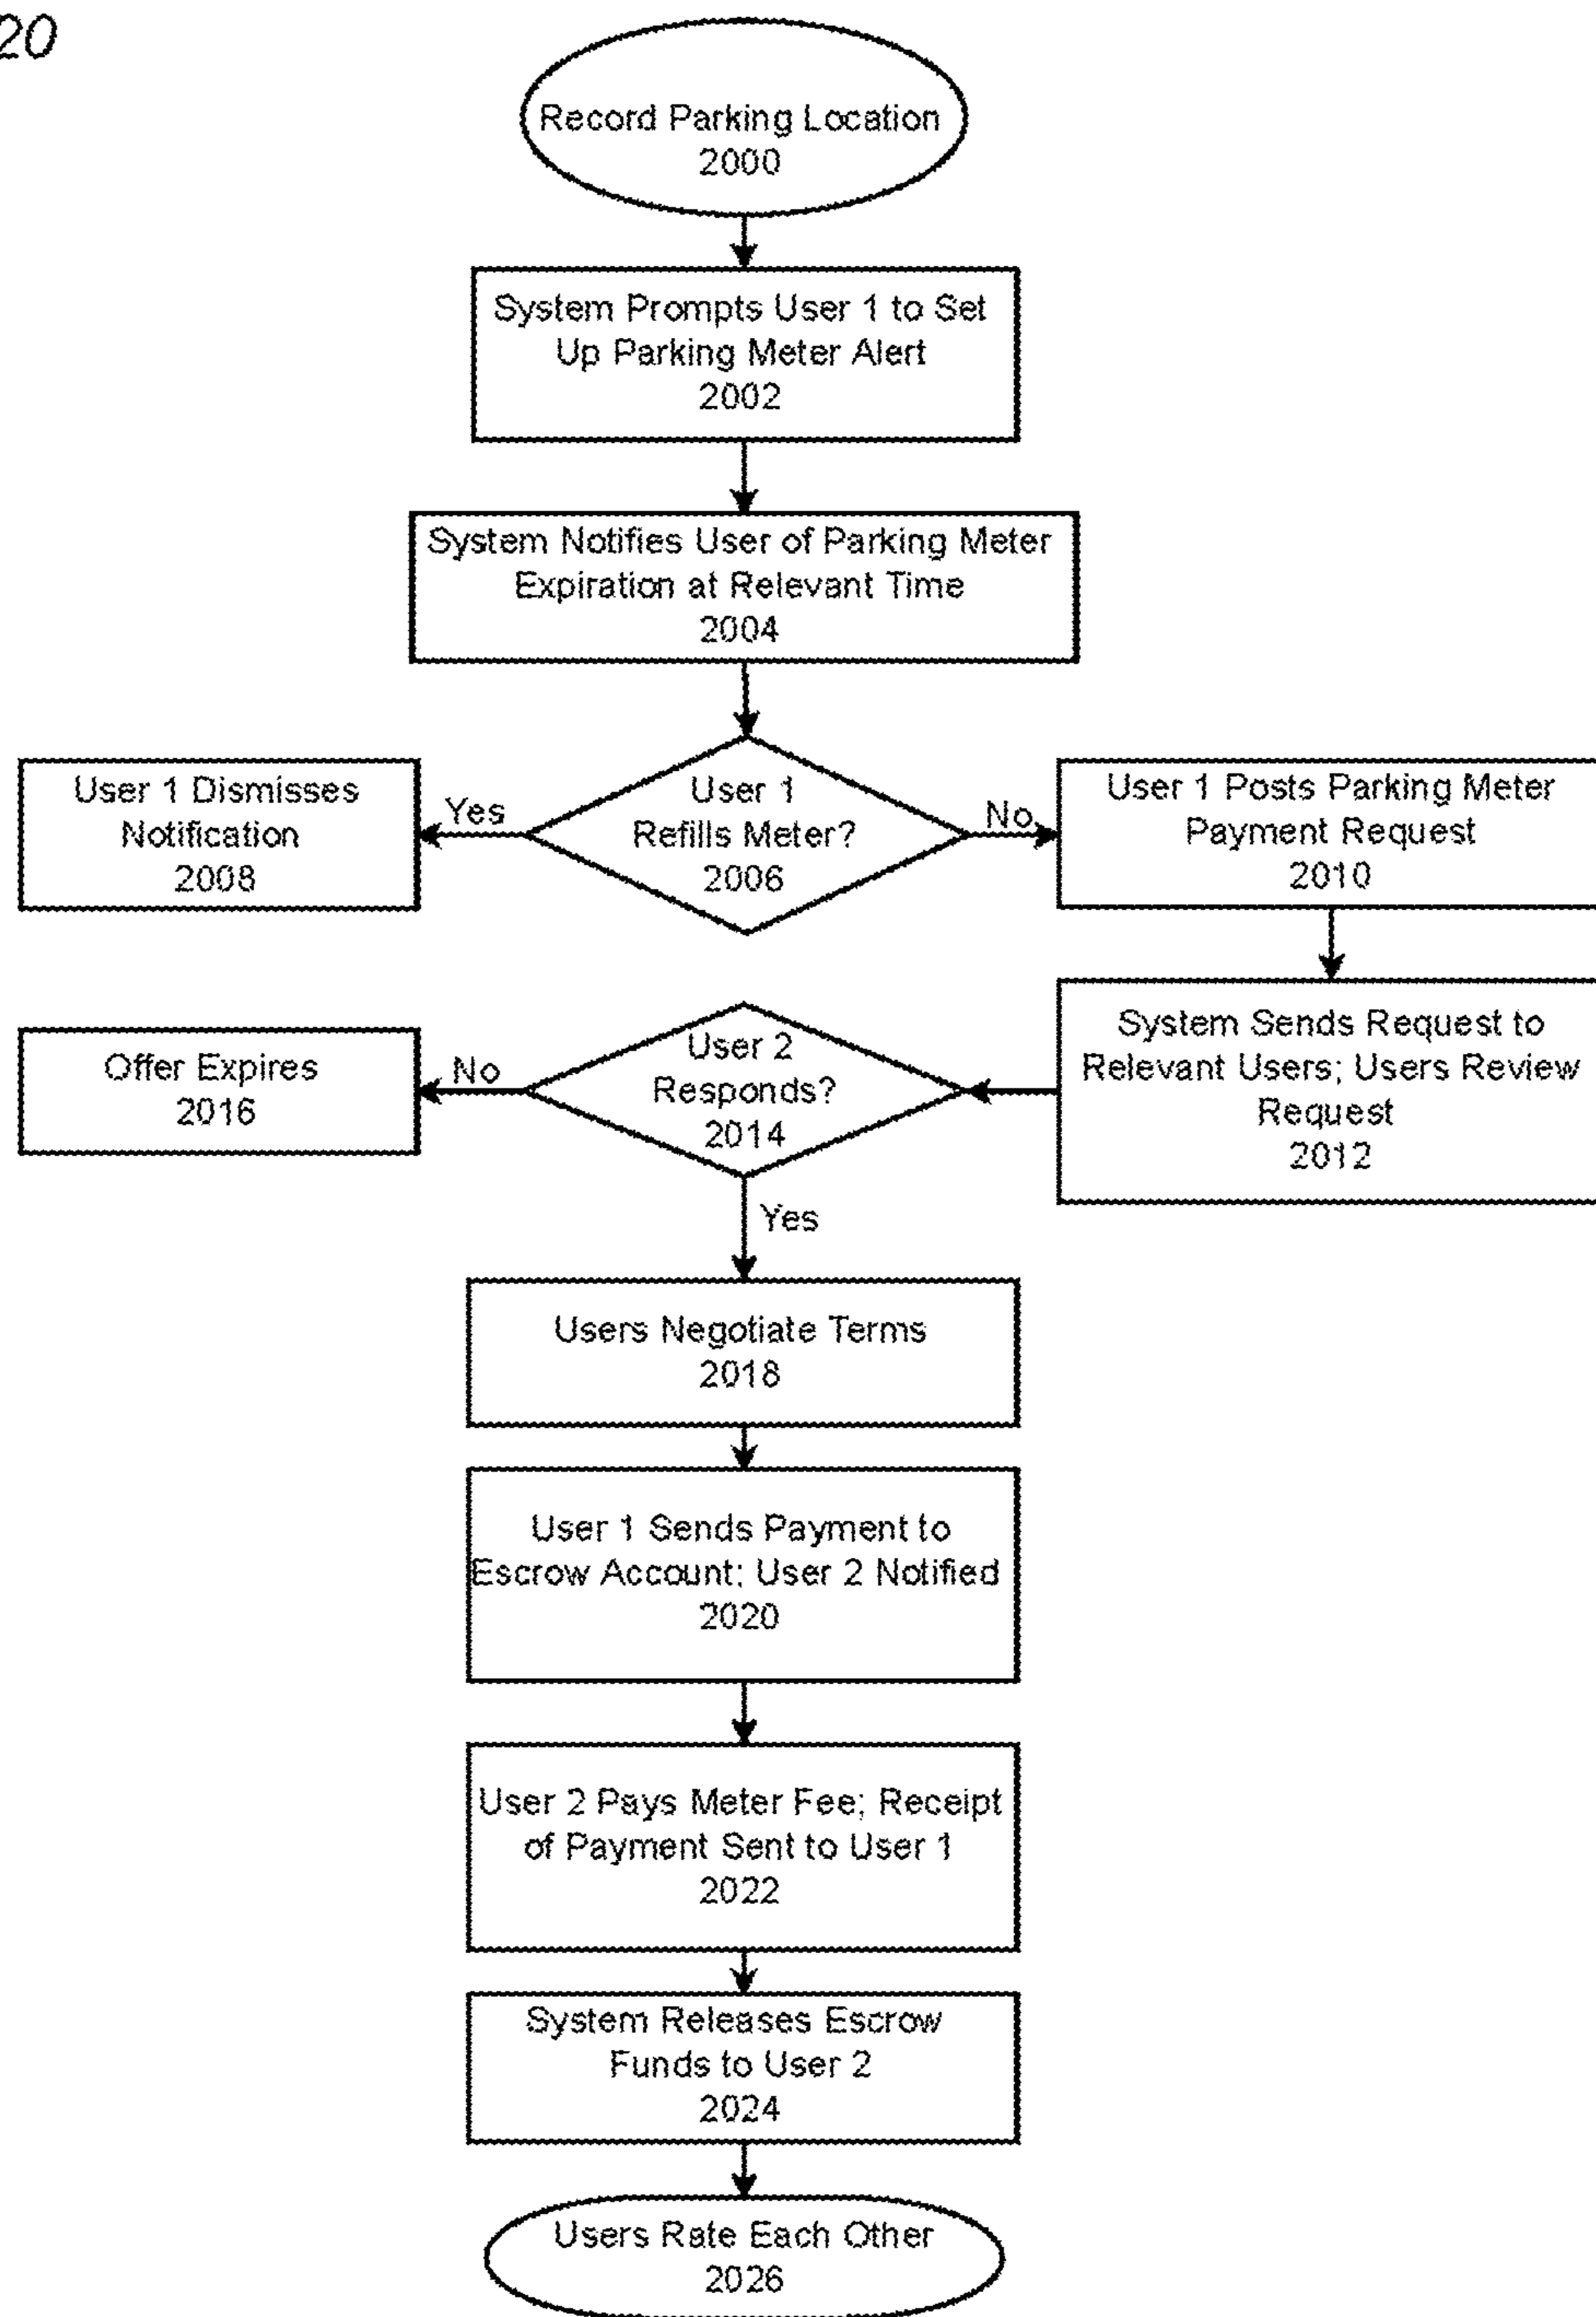 20
Record Parking Location
2000
System Prompts User 1 to Set
Up Parking Meter Alert
2002
System Notifies User of Parking Meter
Expiration at Relevant Time
2004
User 1 Dismisses
Notification
2008
Yes
User 1
Refills Meter?
2006
No
User 1 Posts Parking Meter
Payment Request
2010
System Sends Request to
Relevant Users; Users Review
Request
2012
User 2
Responds?
2014
No
Offer Expires
2016
Yes
Users Negotiate Terms
2018
User 1 Sends Payment to
Escrow Account; User 2 Notified
2020
User 2 Pays Meter Fee; Receipt
of Payment Sent to User 1
2022
System Releases Escrow
Funds to User 2
2024
Users Rate Each Other
2026